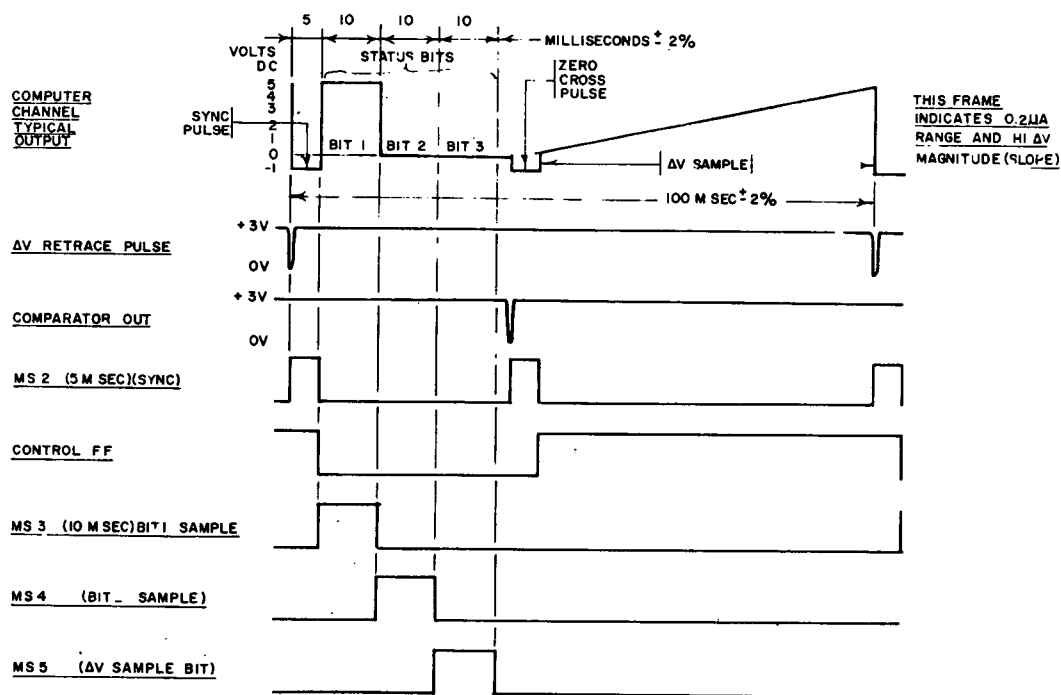 5 10 10 10
MILLISECONDS ± 2%
VOLTS
DC
STATUS BITS
ZERO
CROSS
PULSE
COMPUTER
CHANNEL
TYPICAL
OUTPUT
SYNC
PULSE
5
4
3
2
1
0
-1
BIT 1 BIT 2 BIT 3
ΔV SAMPLE
THIS FRAME
INDICATES 0.2µA
RANGE AND HI ΔV
MAGNITUDE (SLOPE)
100 M SEC ± 2%
ΔV RETRACE PULSE
+3V
0V
COMPARATOR OUT
+3V
0V
MS 2 (5 M SEC)(SYNC)
CONTROL FF
MS 3 (10 M SEC) BIT 1 SAMPLE
MS 4 (BIT_ SAMPLE)
MS 5 (ΔV SAMPLE BIT)